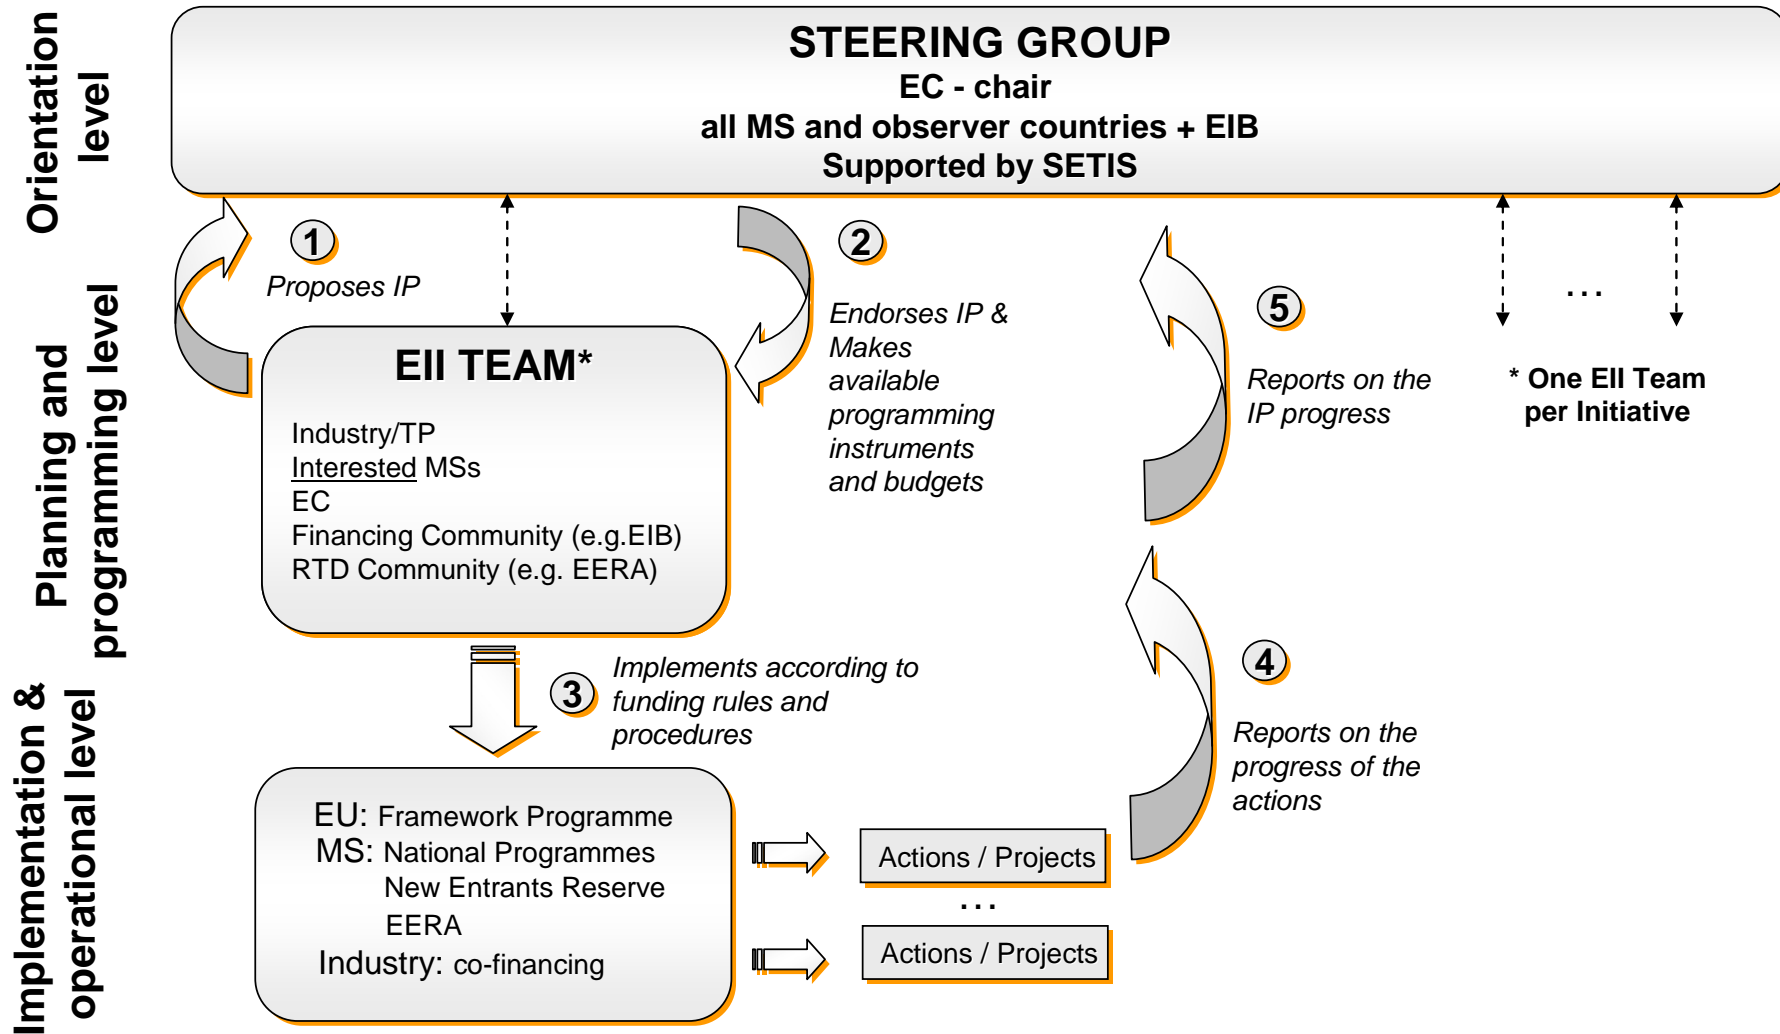 Orientation
level
STEERING GROUP
EC - chair
all MS and observer countries + EIB
Supported by SETIS
1
Proposes IP
2
Endorses IP &
Makes
available
programming
instruments
and budgets
5
Reports on the
IP progress
...
* One EII Team
per Initiative
Planning and
programming level
EII TEAM*
Industry/TP
Interested MSs
EC
Financing Community (e.g.EIB)
RTD Community (e.g. EERA)
3
Implements according to
funding rules and
procedures
4
Reports on the
progress of the
actions
Implementation &
operational level
EU: Framework Programme
MS: National Programmes
New Entrants Reserve
EERA
Industry: co-financing
Actions / Projects
...
Actions / Projects